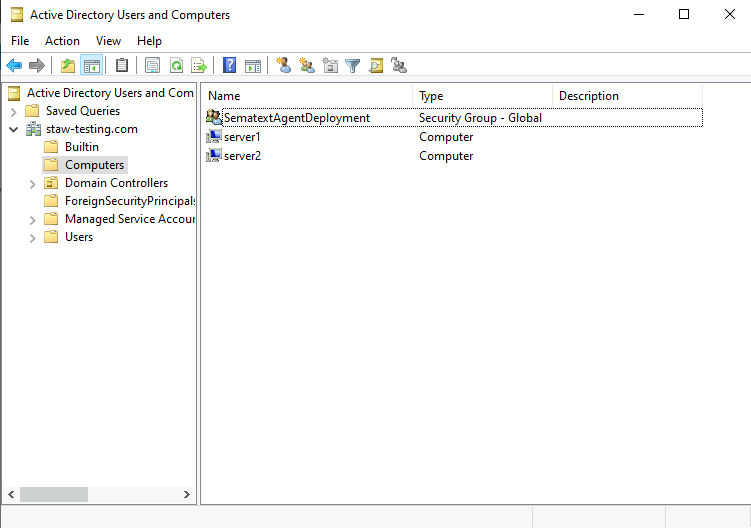 Active Directory Users and Computers
File Action View Help
Active Directory Users and Com
Saved Queries
staw-testing.com
Builtin
Computers
Domain Controllers
ForeignSecurityPrincipals
Managed Service Accour
Users
Name Type Description
SematextAgentDeployment Security Group - Global
server1 Computer
server2 Computer